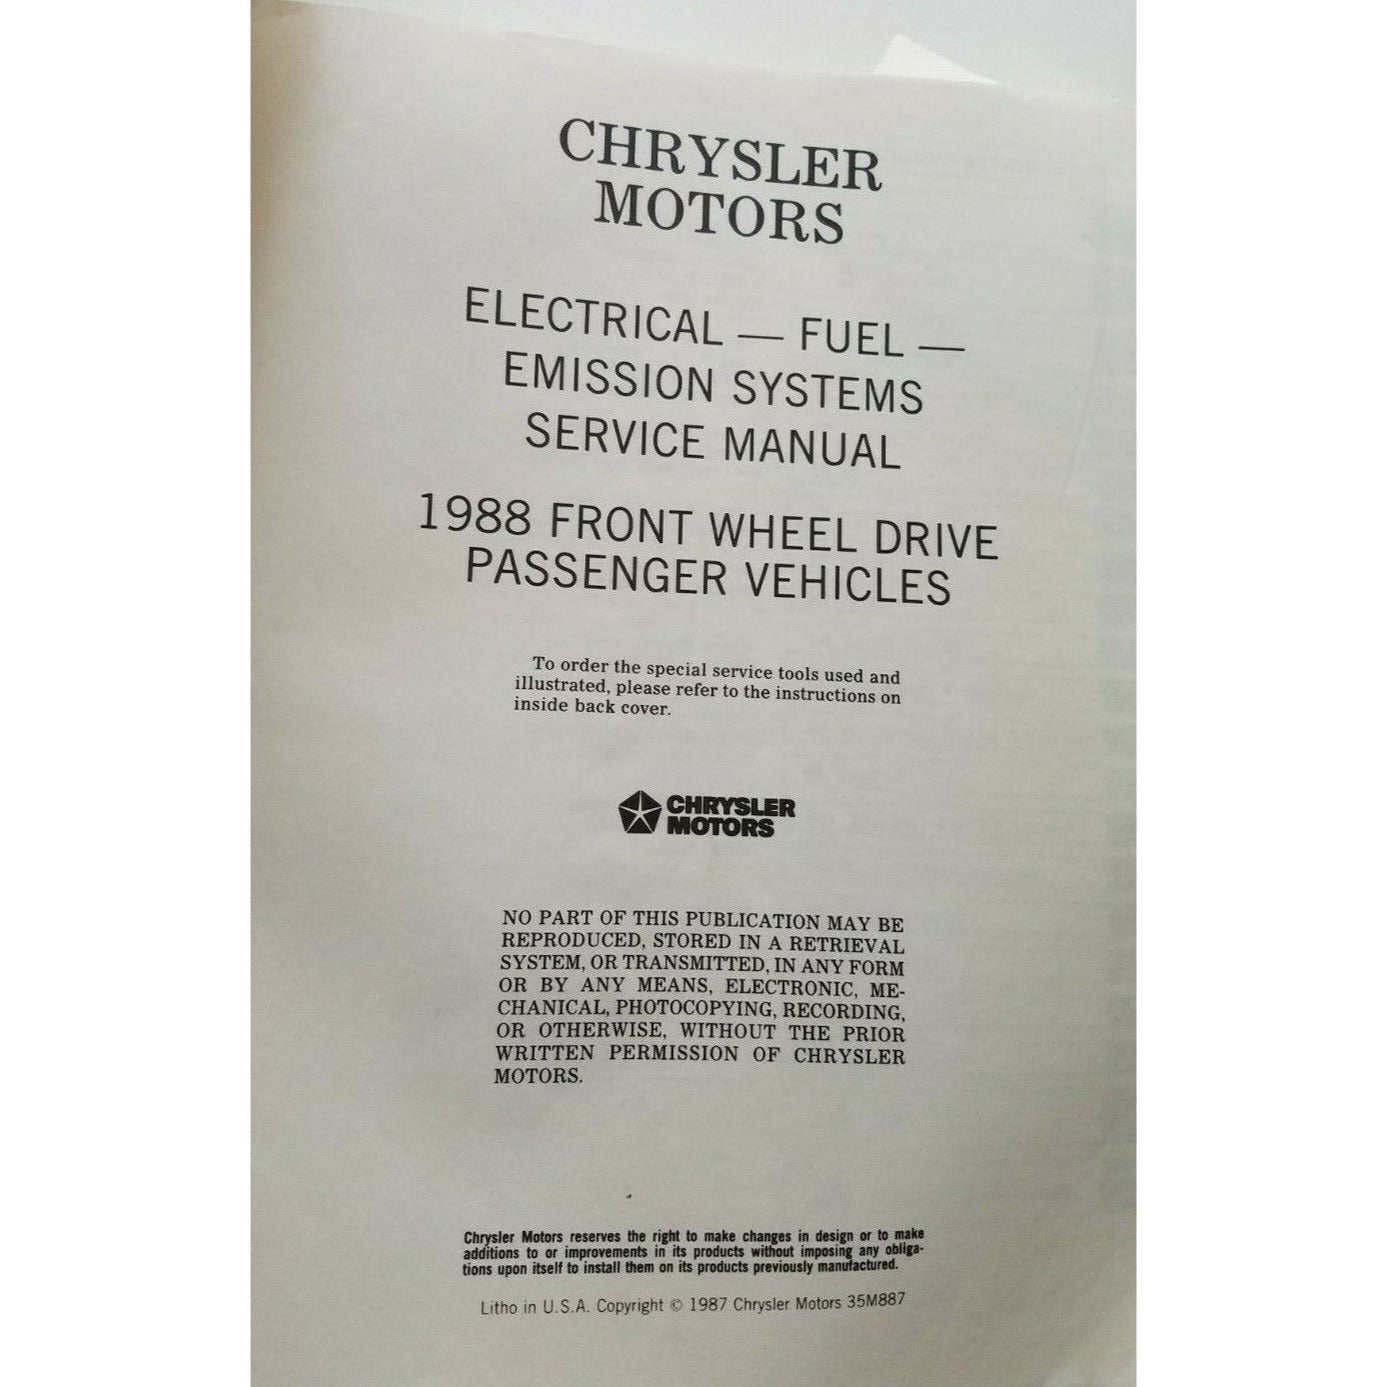 CHRYSLER
MOTORS
ELECTRICAL — FUEL —
EMISSION SYSTEMS
SERVICE MANUAL
1988 FRONT WHEEL DRIVE
PASSENGER VEHICLES
To order the special service tools used and
illustrated, please refer to the instructions on
inside back cover.
CHRYSLER
MOTORS
NO PART OF THIS PUBLICATION MAY BE
REPRODUCED, STORED IN A RETRIEVAL
SYSTEM, OR TRANSMITTED, IN ANY FORM
OR BY ANY MEANS, ELECTRONIC, ME-
CHANICAL, PHOTOCOPYING, RECORDING,
OR OTHERWISE, WITHOUT THE PRIOR
WRITTEN PERMISSION OF CHRYSLER
MOTORS.
Chrysler Motors reserves the right to make changes in design or to make
additions to or improvements in its products without imposing any obliga-
tions upon itself to install them on its products previously manufactured.
Litho in U.S.A. Copyright © 1987 Chrysler Motors 35M887